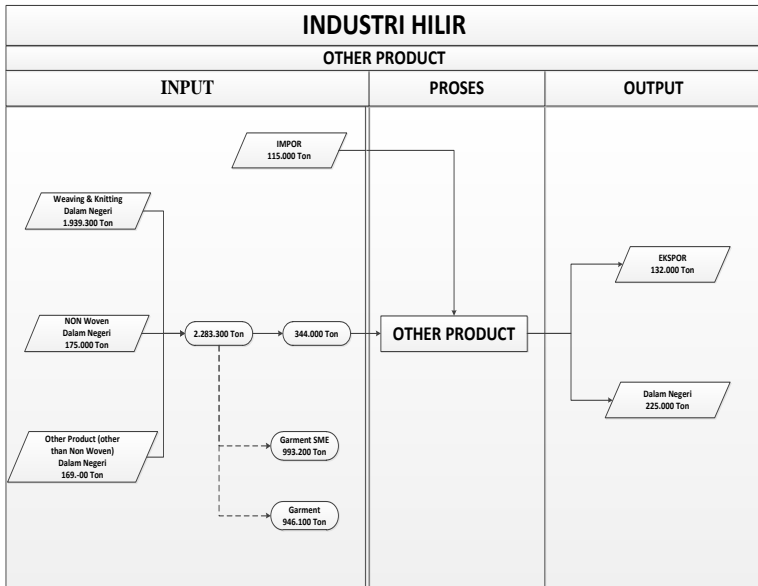 INDUSTRI HILIR
OTHER PRODUCT
INPUT
PROSES
OUTPUT
IMPOR
115.000 Ton
Weaving & Knitting
Dalam Negeri
1.939.300 Ton
EKSPOR
132.000 Ton
NON Woven
Dalam Negeri
175.000 Ton
2.283.300 Ton
344.000 Ton
OTHER PRODUCT
Dalam Negeri
225.000 Ton
Other Product (other
than Non Woven)
Dalam Negeri
169.-00 Ton
Garment SME
993.200 Ton
Garment
946.100 Ton